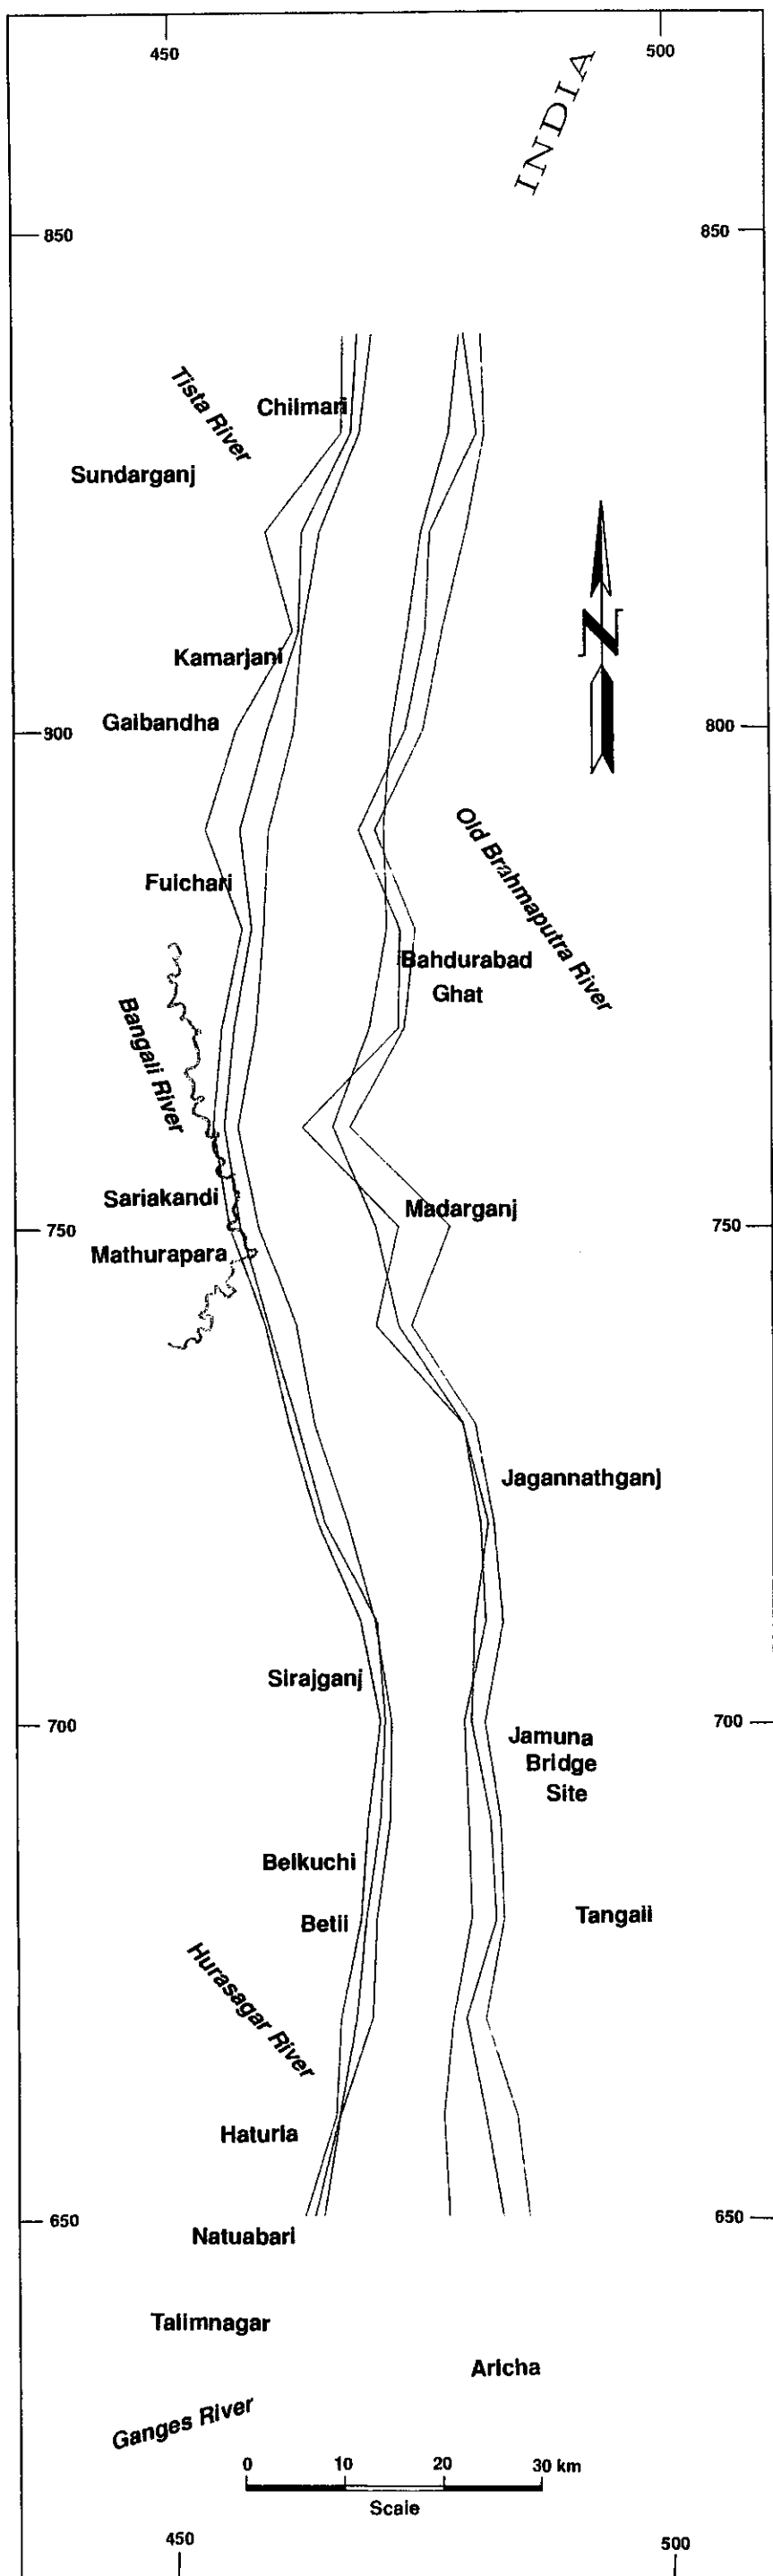 450
500
INDIA
850
850
Tista River
Chilmari
Sundarganj
N
Kamarjani
Gaibandha
800
800
Old Brahmaputra River
Fulchari
Bahdurabad
Ghat
Bangali River
Sariakandi
Madarganj
750
750
Mathurapara
Jagannathganj
Sirajganj
700
700
Jamuna
Bridge
Site
Belkuchi
Betil
Tangail
Hurasagar River
Haturia
650
650
Natuabari
Talimnagar
Aricha
Ganges River
0 10 20 30 km
Scale
450
500